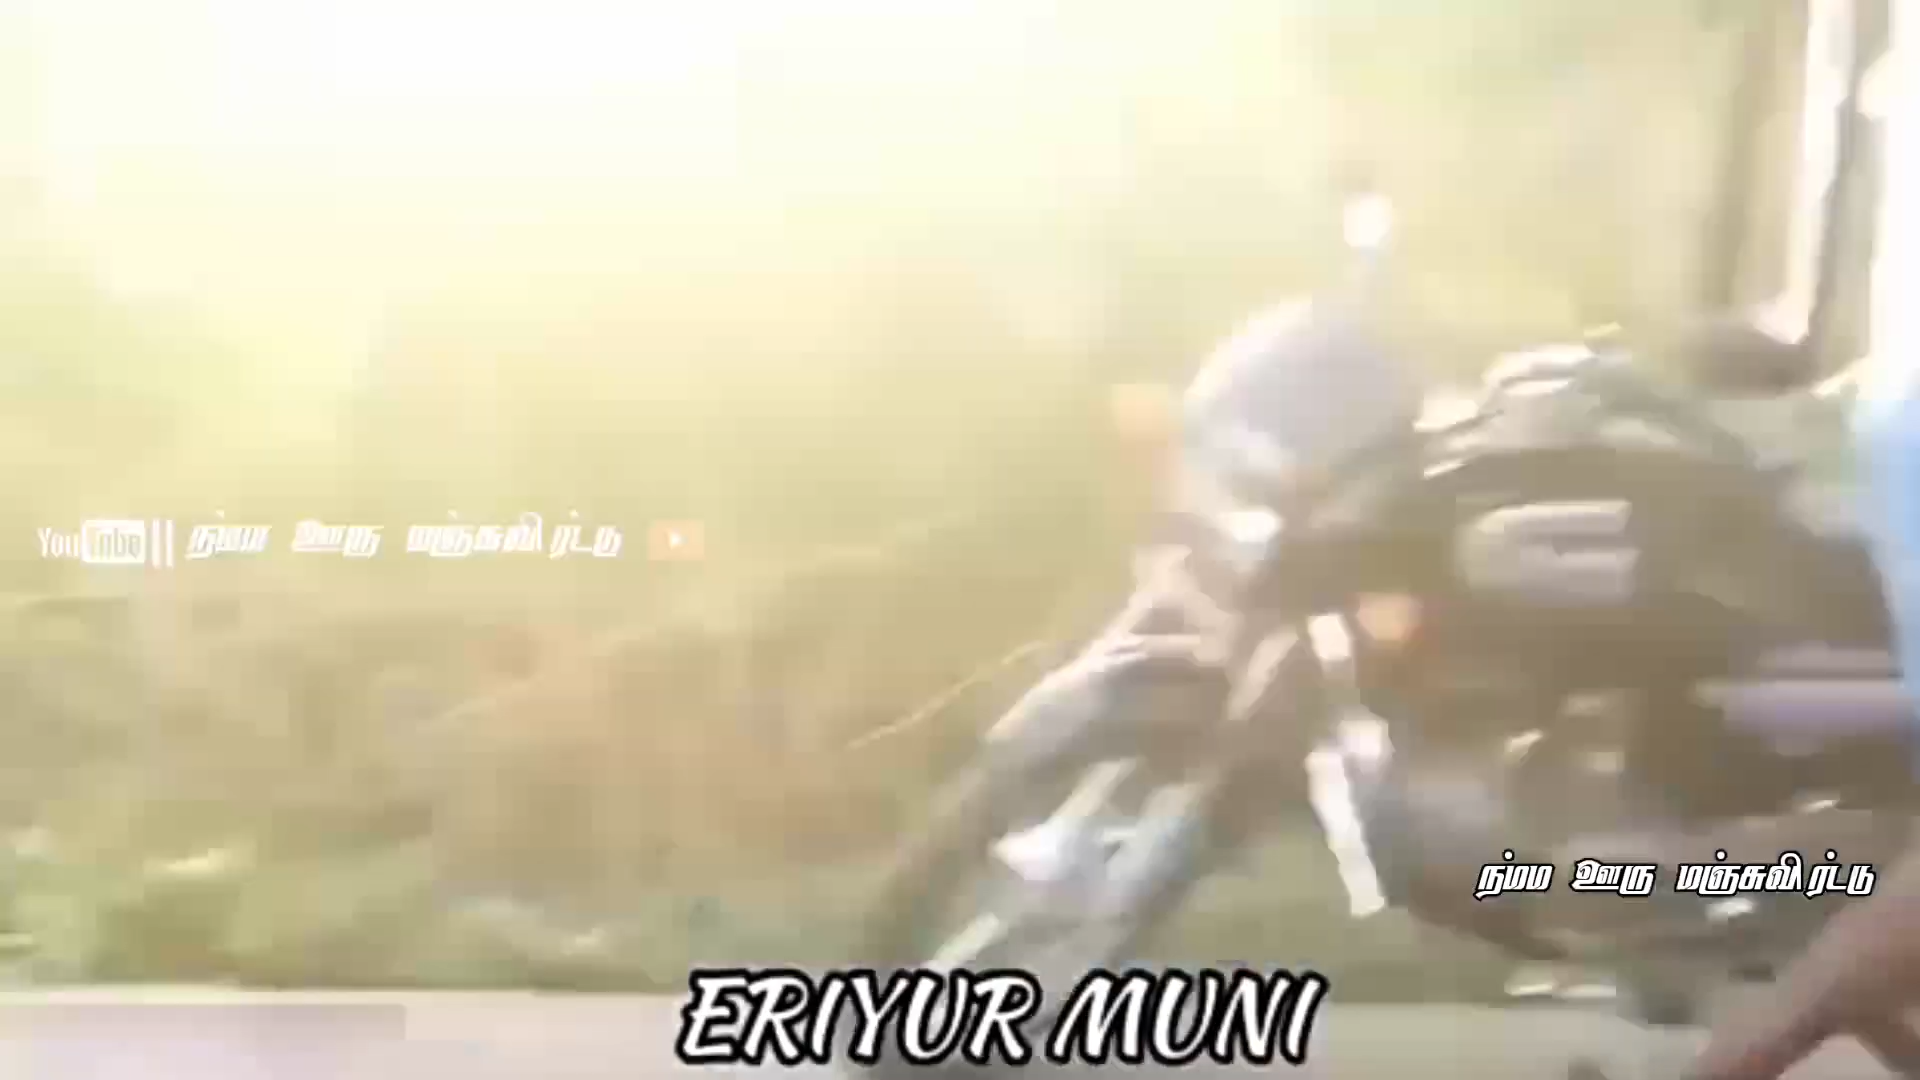 YouTube || நம்ம ஊரு மஞ்சுவிரட்டு
நம்ம ஊரு மஞ்சுவிரட்டு
ERIYUR MUNI